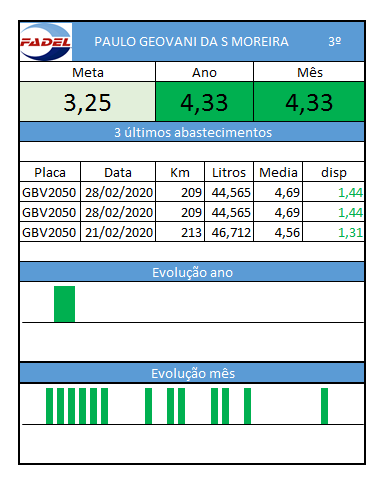 FADEL PAULO GEOVANI DA S MOREIRA 3º
Meta Ano Mês
3,25 4,33 4,33
3 últimos abastecimentos
Placa Data Km Litros Media disp
GBV2050 28/02/2020 209 44,565 4,69 1,44
GBV2050 28/02/2020 209 44,565 4,69 1,44
GBV2050 21/02/2020 213 46,712 4,56 1,31
Evolução ano
Evolução mês